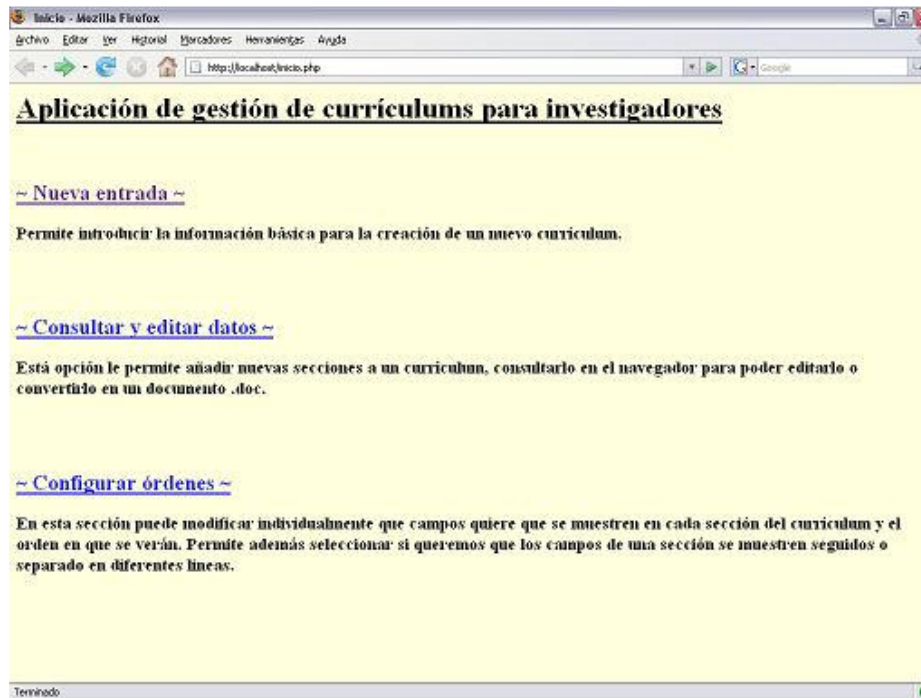 Inicio - Mozilla Firefox
Archivo Editar Ver Historial Marcadores Herramientas Ayuda
http://localhost/inicio.php
Google
Aplicación de gestión de currículums para investigadores
~ Nueva entrada ~
Permite introducir la información básica para la creación de un nuevo curriculum.
~ Consultar y editar datos ~
Está opción le permite añadir nuevas secciones a un curriculum, consultarlo en el navegador para poder editarlo o
convertirlo en un documento .doc.
~ Configurar órdenes ~
En esta sección puede modificar individualmente que campos quiere que se muestren en cada sección del curriculum y el
orden en que se verán. Permite además seleccionar si queremos que los campos de una sección se muestren seguidos o
separado en diferentes lineas.
Terminado